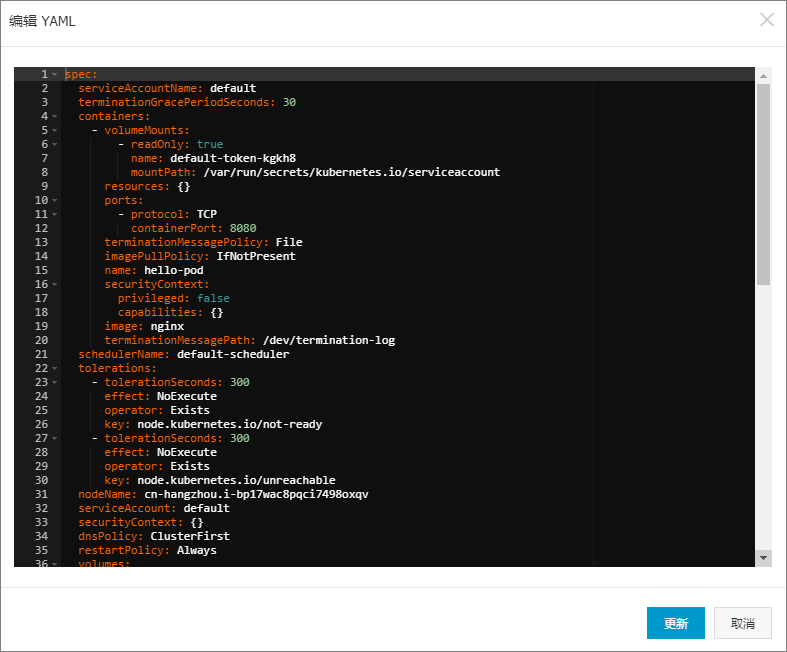 编辑 YAML
1 spec:
2 serviceAccountName: default
3 terminationGracePeriodSeconds: 30
4 containers:
5 - volumeMounts:
6 - readOnly: true
7 name: default-token-kgkh8
8 mountPath: /var/run/secrets/kubernetes.io/serviceaccount
9 resources: {}
10 ports:
11 - protocol: TCP
12 containerPort: 8080
13 terminationMessagePolicy: File
14 imagePullPolicy: IfNotPresent
15 name: hello-pod
16 securityContext:
17 privileged: false
18 capabilities: {}
19 image: nginx
20 terminationMessagePath: /dev/termination-log
21 schedulerName: default-scheduler
22 tolerations:
23 - tolerationSeconds: 300
24 effect: NoExecute
25 operator: Exists
26 key: node.kubernetes.io/not-ready
27 - tolerationSeconds: 300
28 effect: NoExecute
29 operator: Exists
30 key: node.kubernetes.io/unreachable
31 nodeName: cn-hangzhou.i-bp17wac8pqci7498oxqv
32 serviceAccount: default
33 securityContext: {}
34 dnsPolicy: ClusterFirst
35 restartPolicy: Always
36 volumes:
更新 取消